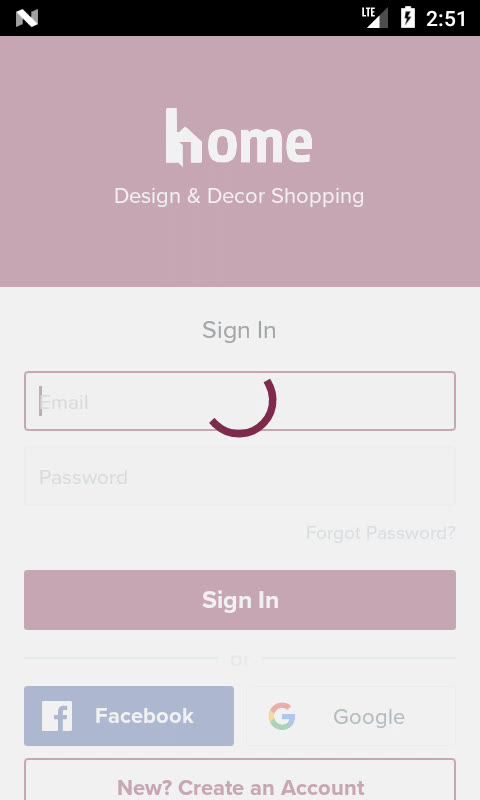 LTE 2:51
home
Design & Decor Shopping
Sign In
Email
Password
Forgot Password?
Sign In
or
Facebook Google
New? Create an Account